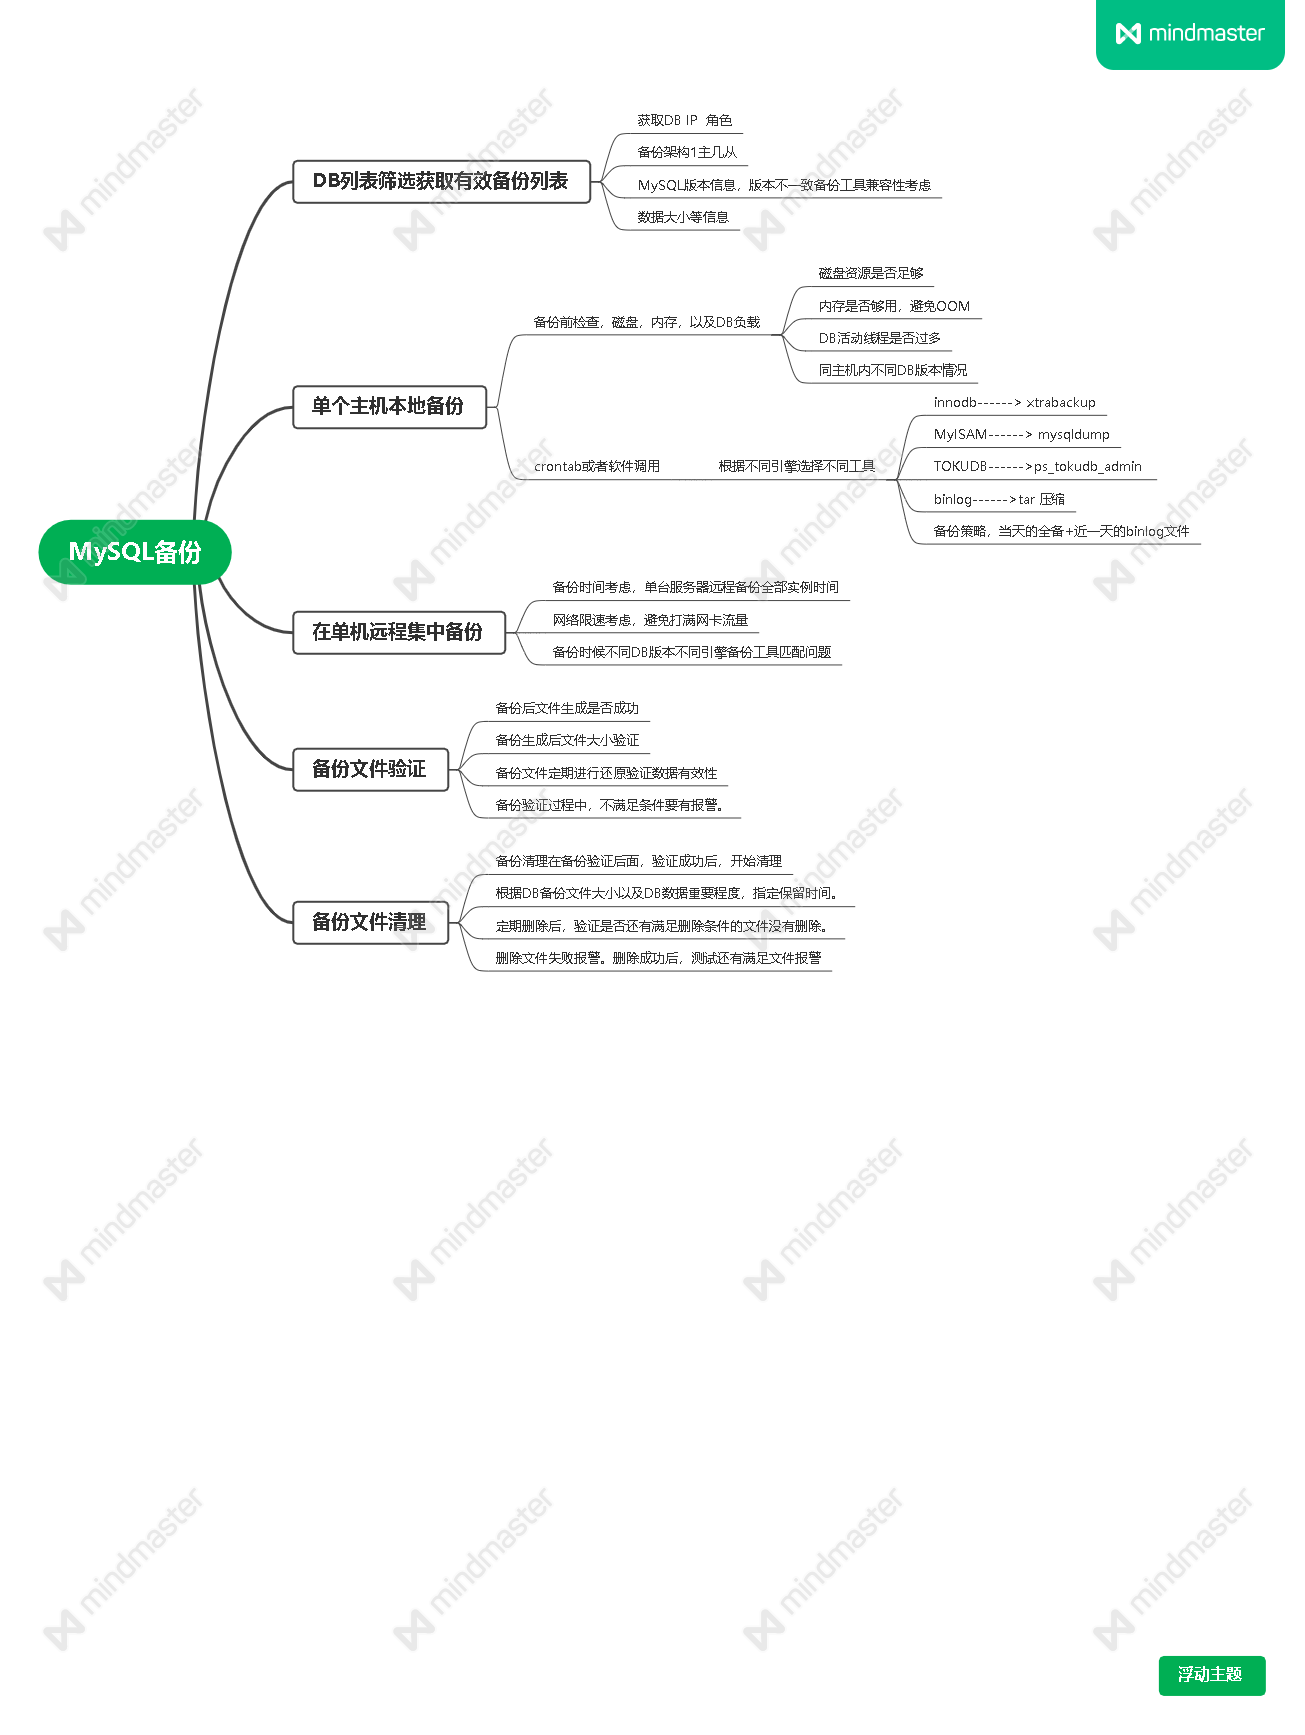 mindmaster
MySQL备份
DB列表筛选获取有效备份列表
获取DB IP 角色
备份架构1主几从
MySQL版本信息，版本不一致备份工具兼容性考虑
数据大小等信息
单个主机本地备份
备份前检查，磁盘，内存，以及DB负载
磁盘资源是否足够
内存是否够用，避免OOM
DB活动线程是否过多
同主机内不同DB版本情况
crontab或者软件调用
根据不同引擎选择不同工具
innodb------> xtrabackup
MyISAM------> mysqldump
TOKUDB------>ps_tokudb_admin
binlog------>tar 压缩
备份策略，当天的全备+近一天的binlog文件
在单机远程集中备份
备份时间考虑，单台服务器远程备份全部实例时间
网络限速考虑，避免打满网卡流量
备份时候不同DB版本不同引擎备份工具匹配问题
备份文件验证
备份后文件生成是否成功
备份生成后文件大小验证
备份文件定期进行还原验证数据有效性
备份验证过程中，不满足条件要有报警。
备份文件清理
备份清理在备份验证后面，验证成功后，开始清理
根据DB备份文件大小以及DB数据重要程度，指定保留时间。
定期删除后，验证是否还有满足删除条件的文件没有删除。
删除文件失败报警。删除成功后，测试还有满足文件报警
浮动主题